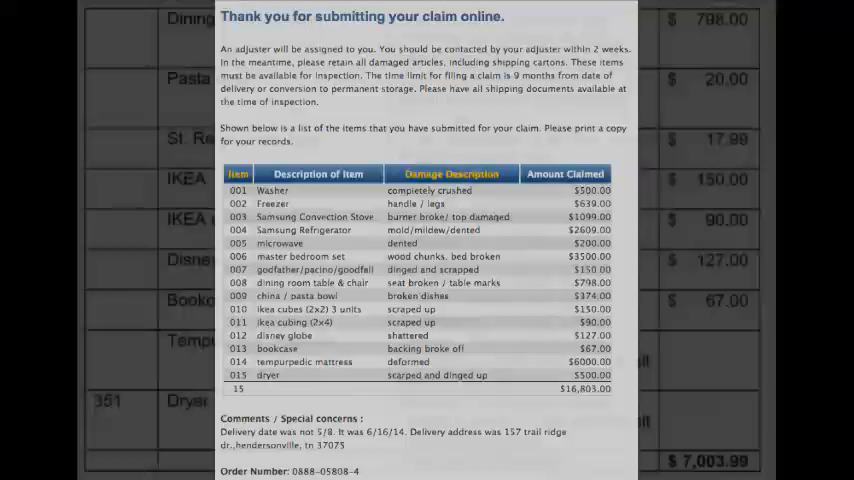 Thank you for submitting your claim online.
An adjuster will be assigned to you. You should be contacted by your adjuster within 2 weeks.
In the meantime, please retain all damaged articles, including shipping cartons. These items
must be available for inspection. The time limit for filing a claim is 9 months from date of
delivery or conversion to permanent storage. Please have all shipping documents available at
the time of inspection.
Shown below is a list of the items that you have submitted for your claim. Please print a copy
for your records.
Item Description of Item Damage Description Amount Claimed
001 Washer completely crushed $500.00
002 Freezer handle / legs $639.00
003 Samsung Convection Stove burner broke/ top damaged $1099.00
004 Samsung Refrigerator mold/mildew/dented $2609.00
005 microwave dented $200.00
006 master bedroom set wood chunks, bed broken $3500.00
007 godfather/pacino/goodfell dinged and scrapped $150.00
008 dining room table & chair seat broken / table marks $798.00
009 china / pasta bowl broken dishes $374.00
010 ikea cubes (2x2) 3 units scraped up $150.00
011 ikea cubing (2x4) scraped up $90.00
012 disney globe shattered $127.00
013 bookcase backing broke off $67.00
014 tempurpedic mattress deformed $6000.00
015 dryer scarped and dinged up $500.00
15 $16,803.00
Comments / Special concerns :
Delivery date was not 5/8. It was 6/16/14. Delivery address was 157 trail ridge
dr.,hendersonville, tn 37075
Order Number: 0888-05808-4
Dining $ 798.00
Pasta $ 20.00
St. Re $ 17.99
IKEA $ 150.00
IKEA $ 90.00
Disne $ 127.00
Bookc $ 67.00
Tempu
351 Dryer
$ 7,003.99